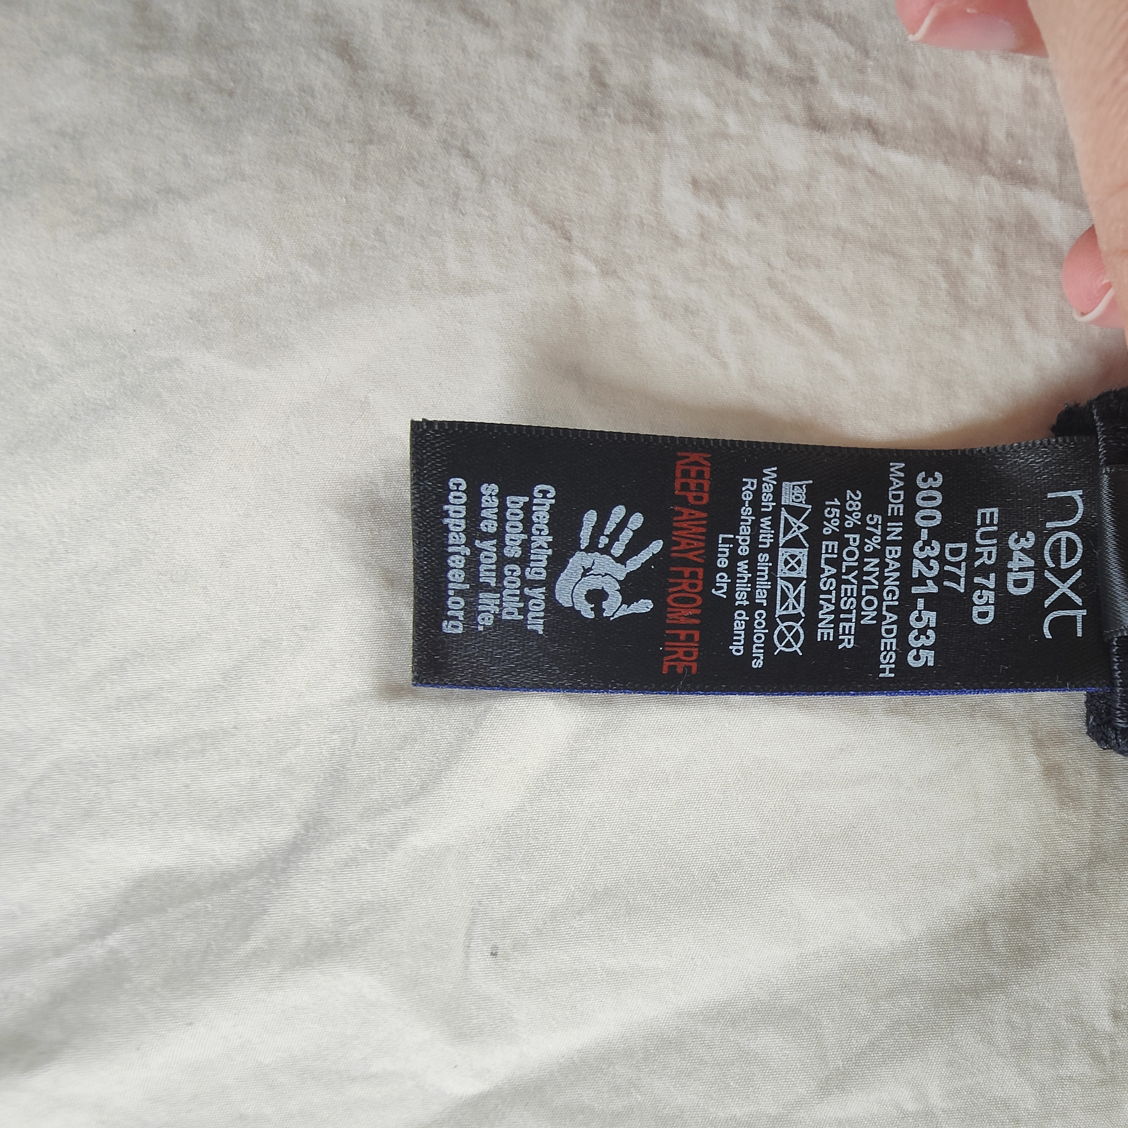 next
34D
EUR 75D
D77
300-321-535
MADE IN BANGLADESH
57% NYLON
28% POLYESTER
15% ELASTANE
Wash with similar colours
Re-shape whilst damp
Line dry
KEEP AWAY FROM FIRE
Checking your
boobs could
save your life.
coppafeel.org